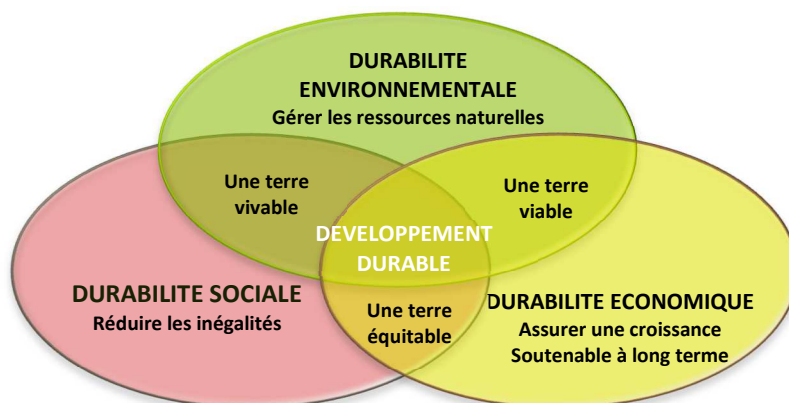 DURABILITE
ENVIRONNEMENTALE
Gérer les ressources naturelles
Une terre
vivable
Une terre
viable
DEVELOPPEMENT
DURABLE
DURABILITE SOCIALE
Réduire les inégalités
Une terre
équitable
DURABILITE ECONOMIQUE
Assurer une croissance
Soutenable à long terme